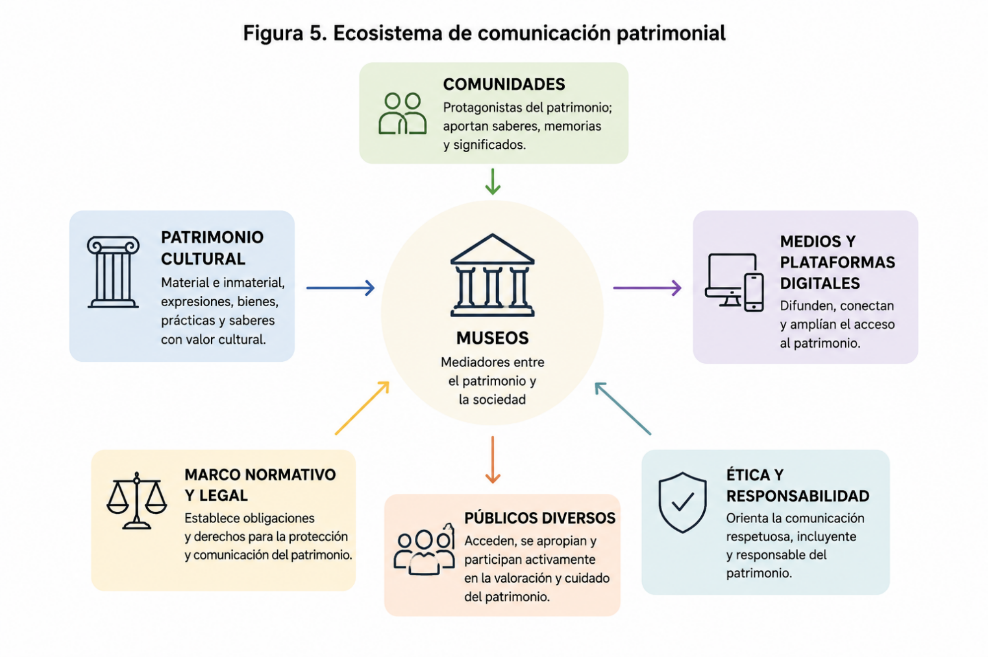 Figura 5. Ecosistema de comunicación patrimonial
COMUNIDADES
Protagonistas del patrimonio;
aportan saberes, memorias
y significados.
PATRIMONIO
CULTURAL
Material e inmaterial,
expresiones, bienes,
prácticas y saberes
con valor cultural.
MUSEOS
Mediadores entre
el patrimonio y
la sociedad
MEDIOS Y
PLATAFORMAS
DIGITALES
Difunden, conectan
y amplían el acceso
al patrimonio.
MARCO NORMATIVO
Y LEGAL
Establece obligaciones
y derechos para la protección
y comunicación del patrimonio.
PÚBLICOS DIVERSOS
Acceden, se apropian y
participan activamente
en la valoración y cuidado
del patrimonio.
ÉTICA Y
RESPONSABILIDAD
Orienta la comunicación
respetuosa, incluyente
y responsable del
patrimonio.